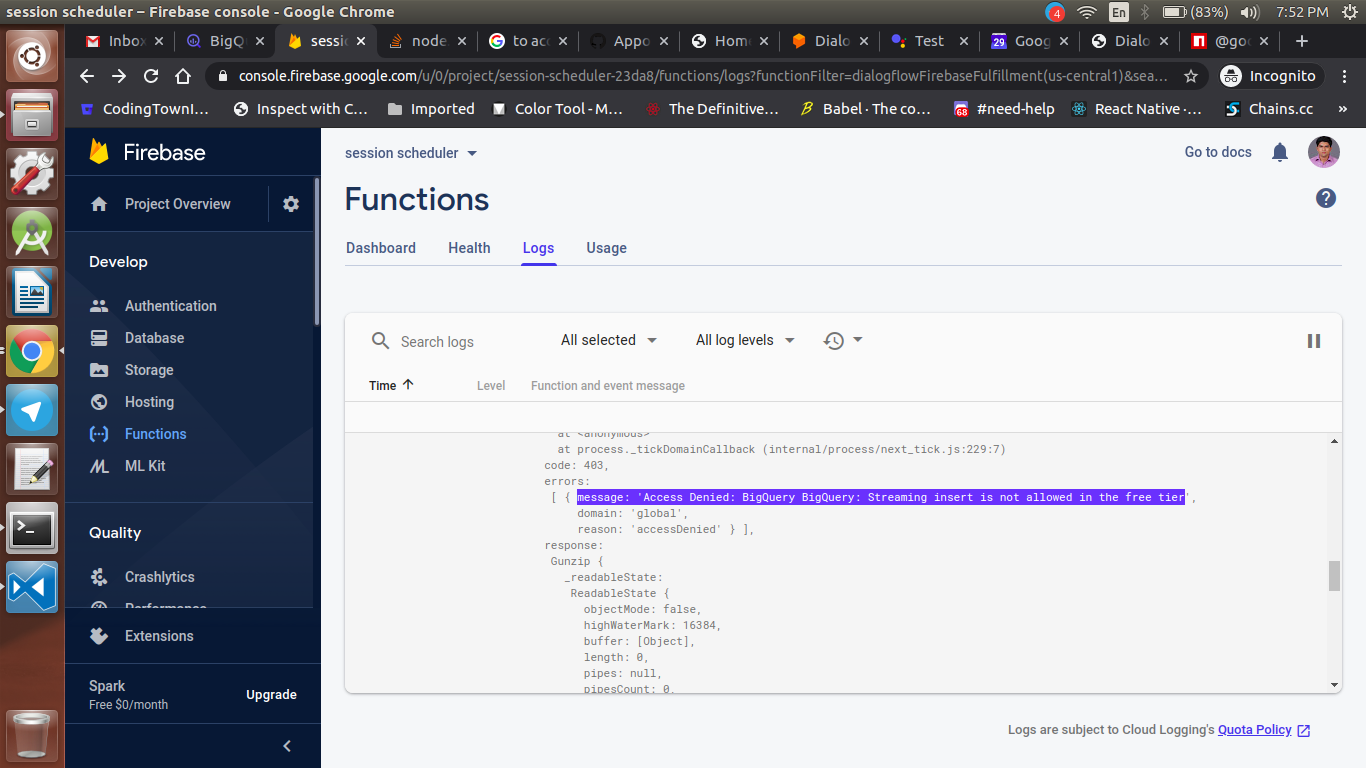 session scheduler – Firebase console - Google Chrome
4
En
(83%)
7:52 PM
Inbox
BigQ
sessi
node.
to acc
Appo
Home
Dialo
Test
29
Goog
Dialo
@goo
console.firebase.google.com/u/0/project/session-scheduler-23da8/functions/logs?functionFilter=dialogflowFirebaseFulfillment(us-central1)&sea...
Incognito
CodingTownI...
Inspect with C...
Imported
Color Tool - M...
The Definitive...
Babel · The co...
68
#need-help
React Native ·...
Chains.cc
»
Firebase
Project Overview
Develop
Authentication
Database
Storage
Hosting
Functions
ML Kit
Quality
Crashlytics
Performance
Extensions
Spark
Free $0/month
Upgrade
session scheduler
Go to docs
Functions
Dashboard
Health
Logs
Usage
Search logs
All selected
All log levels
Time
Level
Function and event message
at <anonymous>
at process._tickDomainCallback (internal/process/next_tick.js:229:7)
code: 403,
errors:
[ { message: 'Access Denied: BigQuery BigQuery: Streaming insert is not allowed in the free tier',
domain: 'global',
reason: 'accessDenied' } ],
response:
Gunzip {
_readableState:
ReadableState {
objectMode: false,
highWaterMark: 16384,
buffer: [Object],
length: 0,
pipes: null,
pipesCount: 0,
Logs are subject to Cloud Logging's Quota Policy